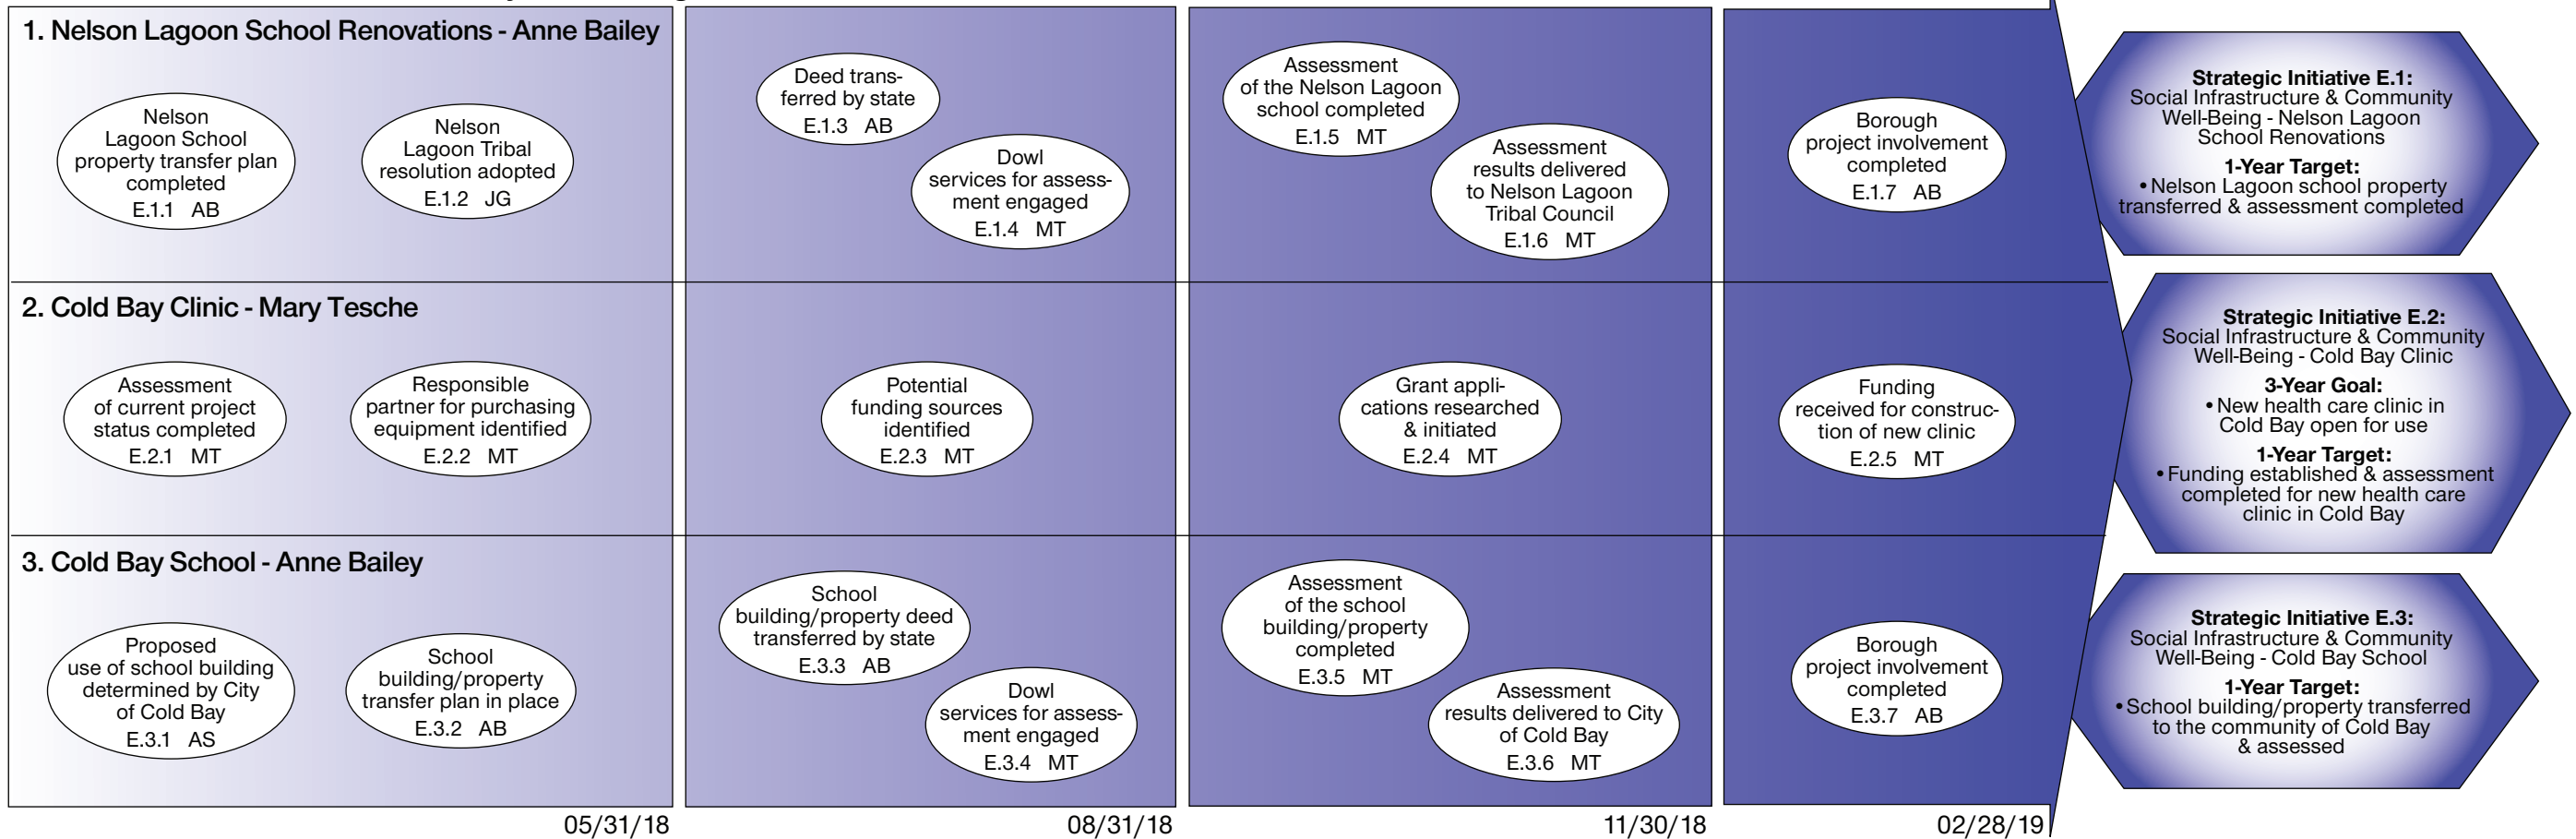 1. Nelson Lagoon School Renovations - Anne Bailey
Nelson
Lagoon School
property transfer plan
completed
E.1.1 AB
Nelson
Lagoon Tribal
resolution adopted
E.1.2 JG
Deed trans-
ferred by state
E.1.3 AB
Dowl
services for assess-
ment engaged
E.1.4 MT
Assessment
of the Nelson Lagoon
school completed
E.1.5 MT
Assessment
results delivered
to Nelson Lagoon
Tribal Council
E.1.6 MT
Borough
project involvement
completed
E.1.7 AB
Strategic Initiative E.1:
Social Infrastructure & Community
Well-Being - Nelson Lagoon
School Renovations
1-Year Target:
• Nelson Lagoon school property
transferred & assessment completed
2. Cold Bay Clinic - Mary Tesche
Assessment
of current project
status completed
E.2.1 MT
Responsible
partner for purchasing
equipment identified
E.2.2 MT
Potential
funding sources
identified
E.2.3 MT
Grant appli-
cations researched
& initiated
E.2.4 MT
Funding
received for construc-
tion of new clinic
E.2.5 MT
Strategic Initiative E.2:
Social Infrastructure & Community
Well-Being - Cold Bay Clinic
3-Year Goal:
• New health care clinic in
Cold Bay open for use
1-Year Target:
• Funding established & assessment
completed for new health care
clinic in Cold Bay
3. Cold Bay School - Anne Bailey
Proposed
use of school building
determined by City
of Cold Bay
E.3.1 AS
School
building/property
transfer plan in place
E.3.2 AB
School
building/property deed
transferred by state
E.3.3 AB
Dowl
services for assess-
ment engaged
E.3.4 MT
Assessment
of the school
building/property
completed
E.3.5 MT
Assessment
results delivered to City
of Cold Bay
E.3.6 MT
Borough
project involvement
completed
E.3.7 AB
Strategic Initiative E.3:
Social Infrastructure & Community
Well-Being - Cold Bay School
1-Year Target:
• School building/property transferred
to the community of Cold Bay
& assessed
05/31/18
08/31/18
11/30/18
02/28/19